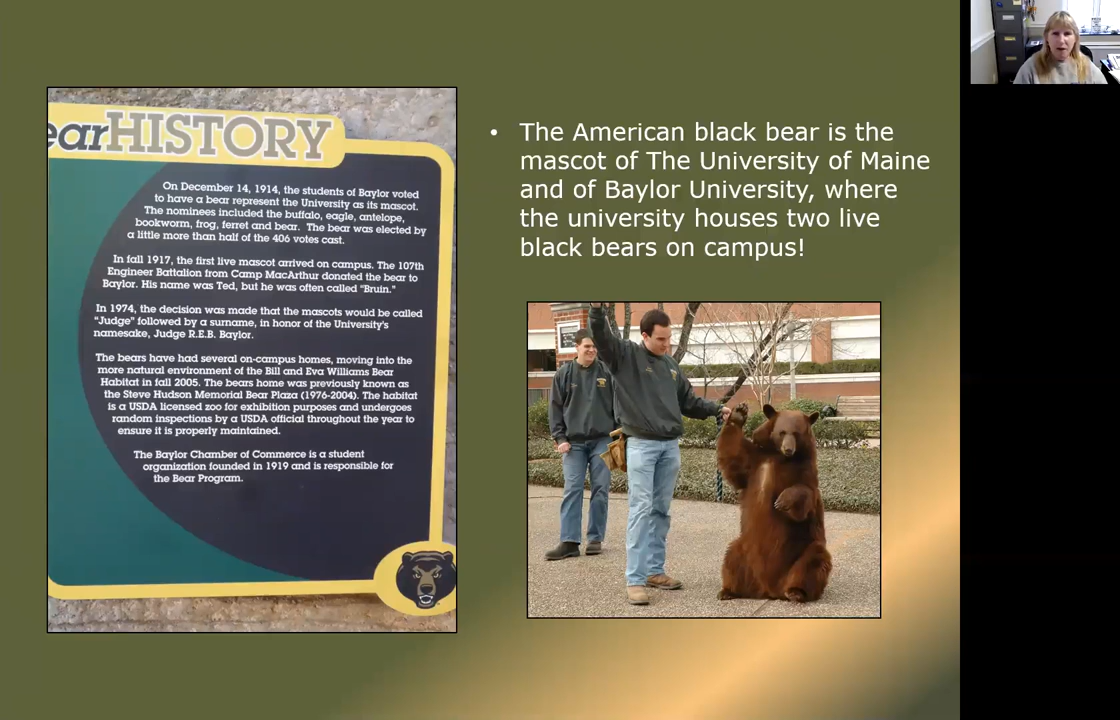 earHISTORY
On December 14, 1914, the students of Baylor voted
to have a bear represent the University as its mascot.
The nominees included the buffalo, eagle, antelope,
bookworm, frog, ferret and bear. The bear was elected by
a little more than half of the 406 votes cast.
In fall 1917, the first live mascot arrived on campus. The 107th
Engineer Battalion from Camp MacArthur donated the bear to
Baylor. His name was Ted, but he was often called "Bruin."
In 1974, the decision was made that the mascots would be called
"Judge" followed by a surname, in honor of the University's
namesake, Judge R.E.B. Baylor.
The bears have had several on-campus homes, moving into the
more natural environment of the Bill and Eva Williams Bear
Habitat in fall 2005. The bears home was previously known as
the Steve Hudson Memorial Bear Plaza (1976-2004). The habitat
is a USDA licensed zoo for exhibition purposes and undergoes
random inspections by a USDA official throughout the year to
ensure it is properly maintained.
The Baylor Chamber of Commerce is a student
organization founded in 1919 and is responsible for
the Bear Program.
• The American black bear is the
mascot of The University of Maine
and of Baylor University, where
the university houses two live
black bears on campus!